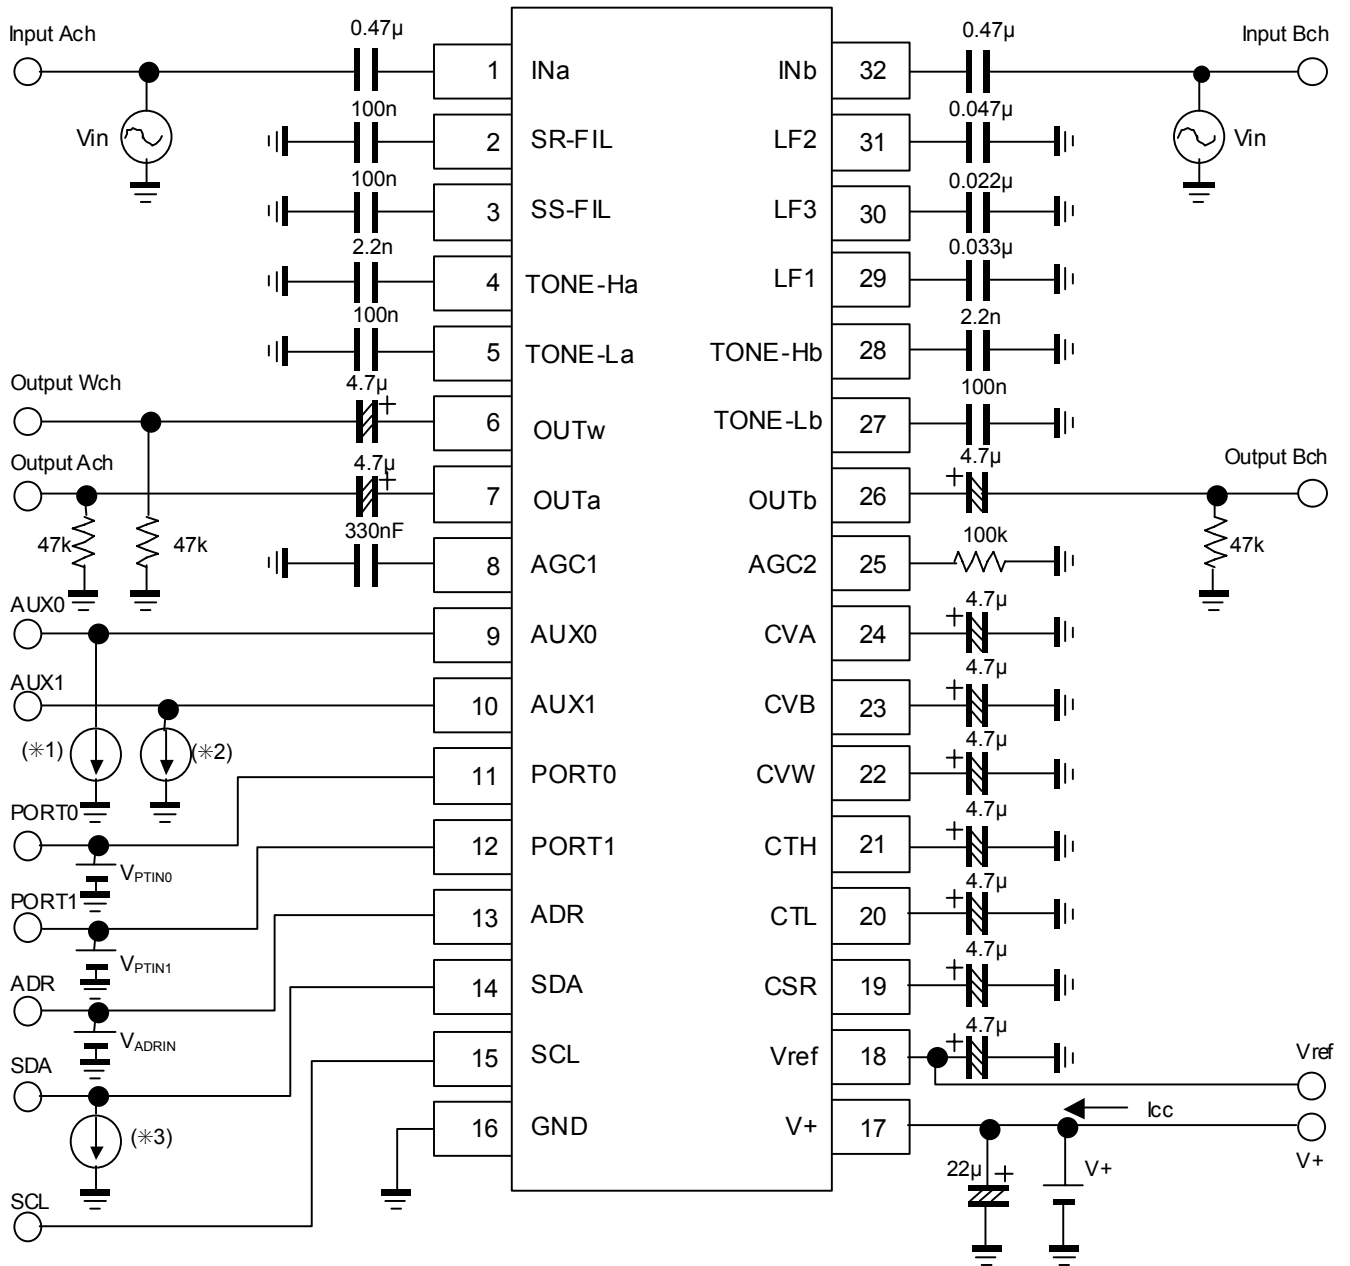 Input Ach
0.47µ
1
INa
INb
32
0.47µ
Input Bch
Vin
100n
2
SR-FIL
LF2
31
0.047µ
Vin
100n
3
SS-FIL
LF3
30
0.022µ
2.2n
4
TONE-Ha
LF1
29
0.033µ
100n
5
TONE-La
TONE-Hb
28
2.2n
Output Wch
4.7µ
+
6
OUTw
TONE-Lb
27
100n
Output Ach
4.7µ
+
7
OUTa
OUTb
26
+
4.7µ
Output Bch
47k
47k
330nF
8
AGC1
AGC2
25
100k
47k
AUX0
9
AUX0
CVA
24
+
4.7µ
AUX1
10
AUX1
CVB
23
+
4.7µ
(✳1)
(✳2)
11
PORT0
CVW
22
+
4.7µ
PORT0
VPTIN0
12
PORT1
CTH
21
+
4.7µ
PORT1
VPTIN1
13
ADR
CTL
20
+
4.7µ
ADR
VADRIN
14
SDA
CSR
19
+
4.7µ
SDA
(✳3)
15
SCL
Vref
18
+
4.7µ
Vref
16
GND
V+
17
Icc
V+
22µ
+
V+
SCL